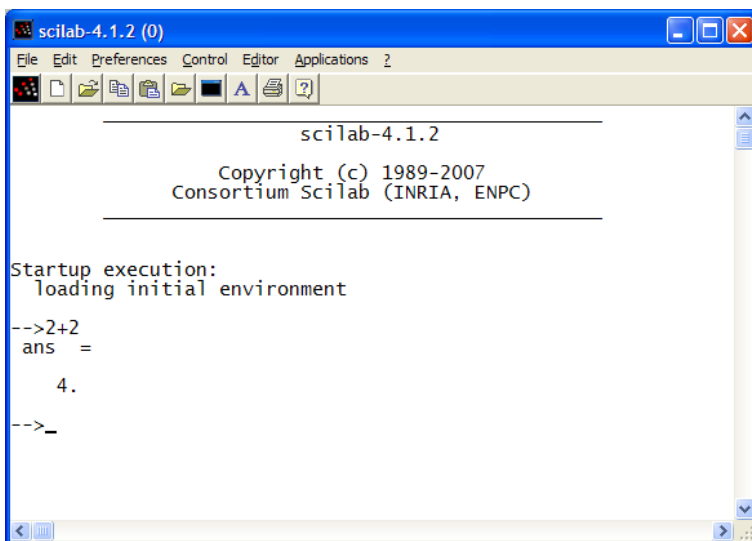 scilab-4.1.2 (0)
File Edit Preferences Control Editor Applications ?
A ?
scilab-4.1.2
Copyright (c) 1989-2007
Consortium Scilab (INRIA, ENPC)
Startup execution:
loading initial environment
-->2+2
ans =
4.
-->_